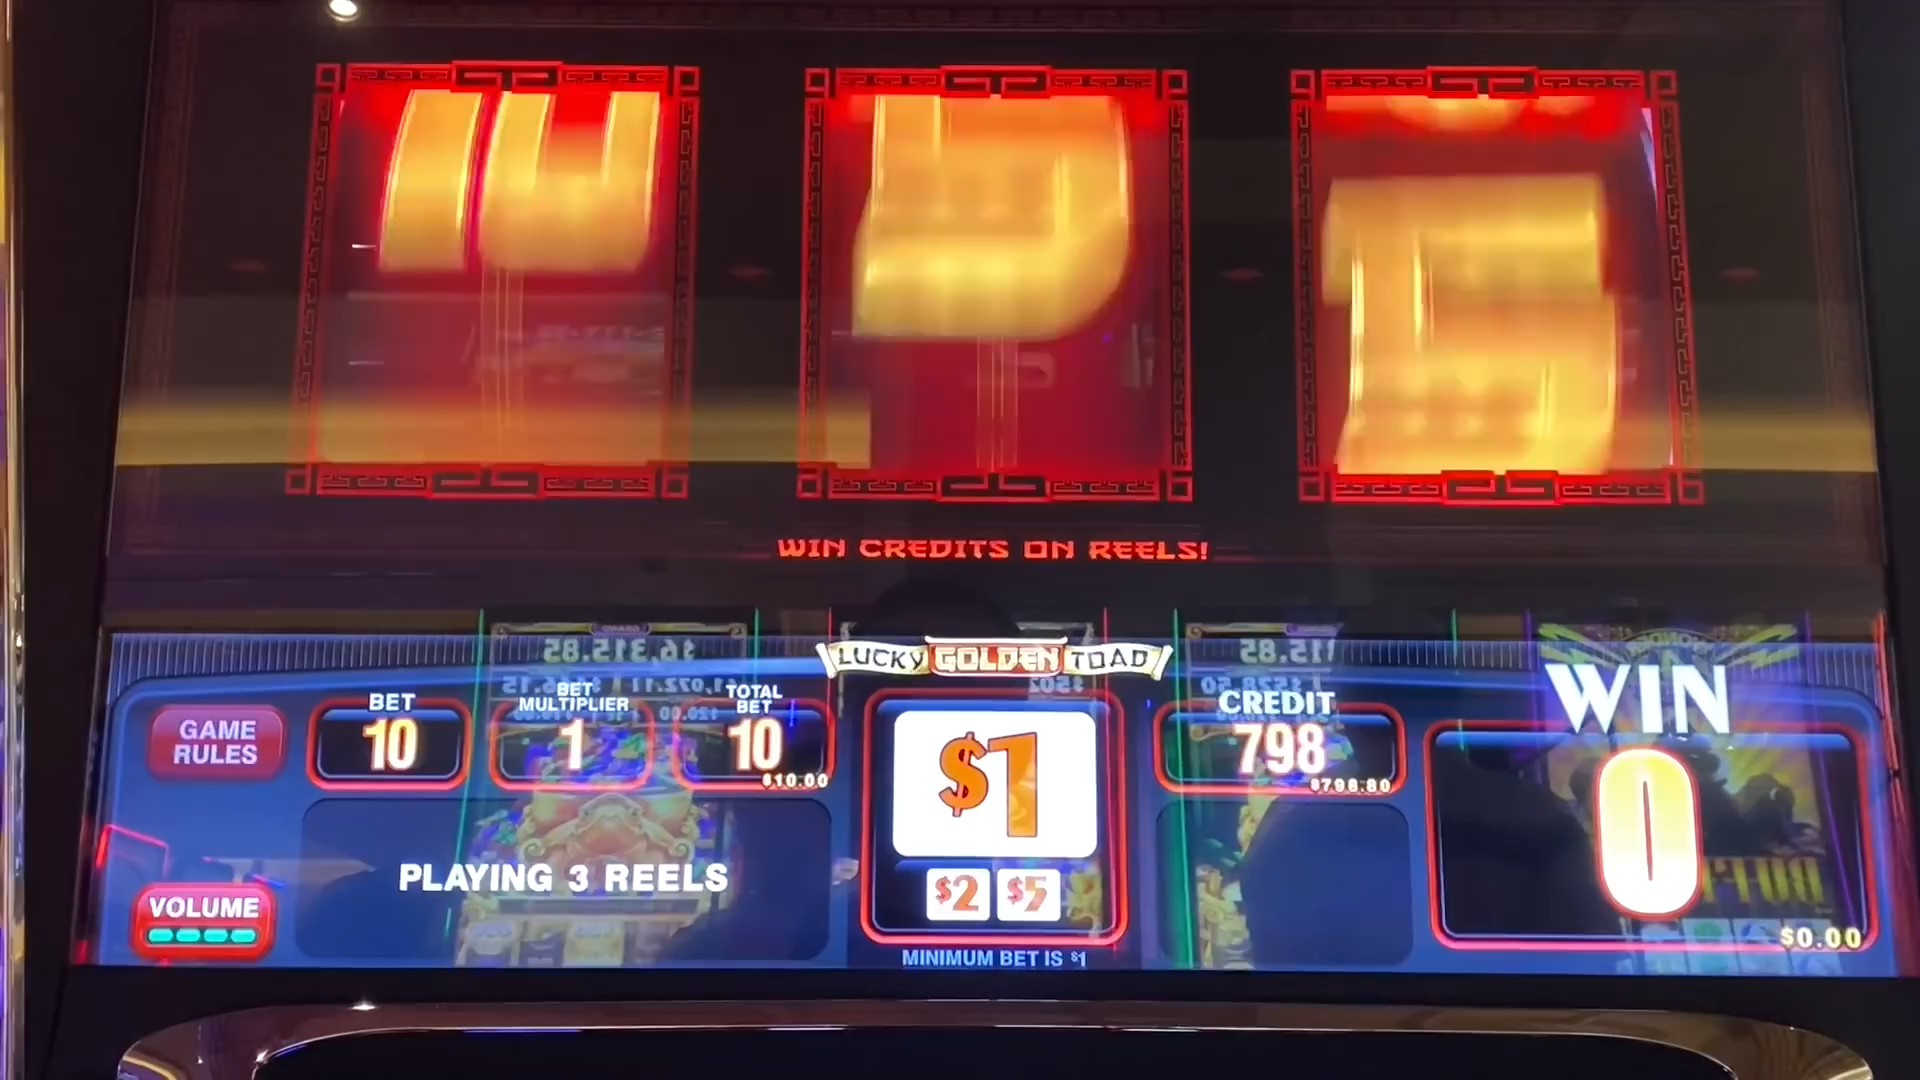 WIN CREDITS ON REELS!
LUCKY GOLDEN TOAD
GAME RULES
BET
10
BET MULTIPLIER
1
TOTAL BET
10
$10.00
$1
$2 $5
MINIMUM BET IS $1
CREDIT
798
$798.80
WIN
0
$0.00
PLAYING 3 REELS
VOLUME